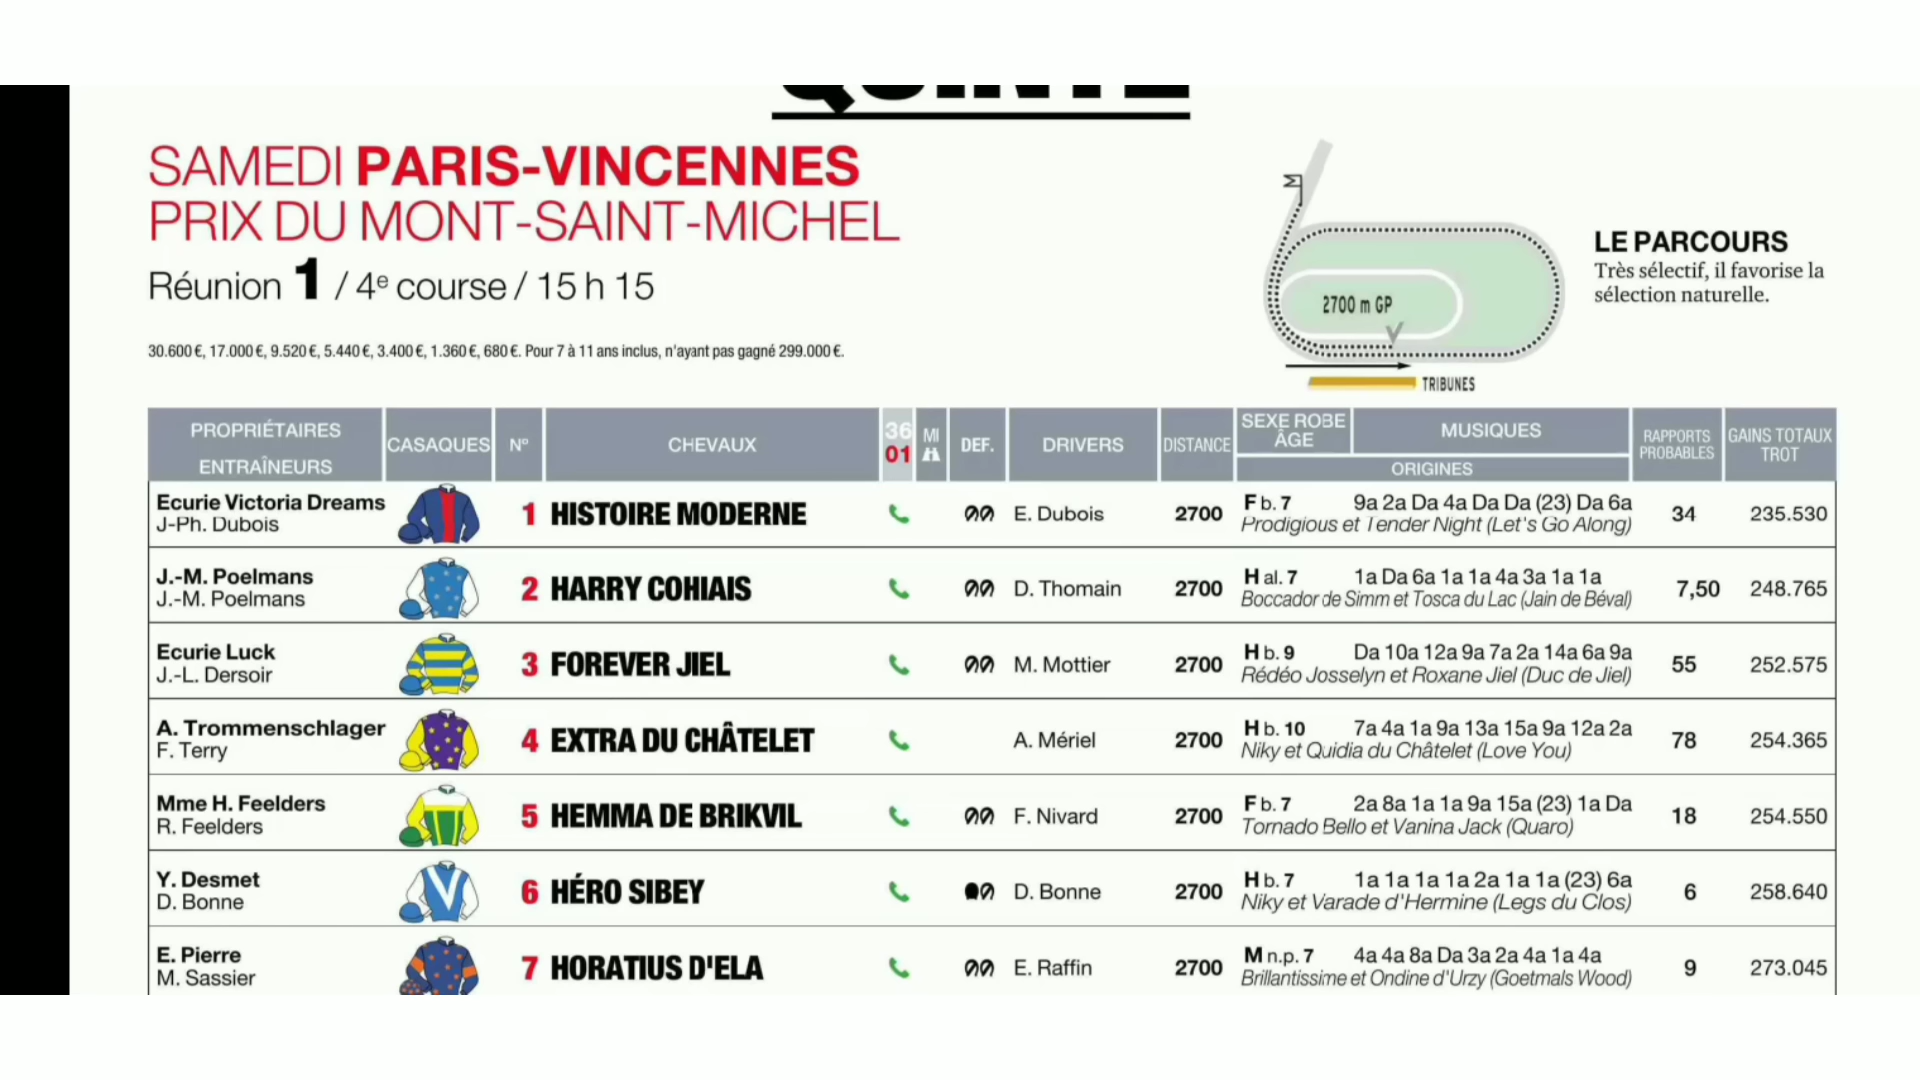 SAMEDI PARIS-VINCENNES
PRIX DU MONT-SAINT-MICHEL
Réunion 1 / 4e course / 15 h 15
30.600 €, 17.000 €, 9.520 €, 5.440 €, 3.400 €, 1.360 €, 680 €. Pour 7 à 11 ans inclus, n'ayant pas gagné 299.000 €.
2700 m GP
TRIBUNES
LE PARCOURS
Très sélectif, il favorise la
sélection naturelle.
PROPRIÉTAIRES ENTRAÎNEURS CASAQUES N° CHEVAUX 36 01 MI DEF. DRIVERS DISTANCE SEXE ROBE ÂGE MUSIQUES ORIGINES RAPPORTS PROBABLES GAINS TOTAUX TROT
Ecurie Victoria Dreams 1 HISTOIRE MODERNE E. Dubois 2700 F b. 7 9a 2a Da 4a Da Da (23) Da 6a 34 235.530
J-Ph. Dubois Prodigious et Tender Night (Let's Go Along)
J.-M. Poelmans 2 HARRY COHIAIS D. Thomain 2700 H al. 7 1a Da 6a 1a 1a 4a 3a 1a 1a 7,50 248.765
J.-M. Poelmans Boccador de Simm et Tosca du Lac (Jain de Béval)
Ecurie Luck 3 FOREVER JIEL M. Mottier 2700 H b. 9 Da 10a 12a 9a 7a 2a 14a 6a 9a 55 252.575
J.-L. Dersoir Rédéo Josselyn et Roxane Jiel (Duc de Jiel)
A. Trommenschlager 4 EXTRA DU CHÂTELET A. Mériel 2700 H b. 10 7a 4a 1a 9a 13a 15a 9a 12a 2a 78 254.365
F. Terry Niky et Quidia du Châtelet (Love You)
Mme H. Feelders 5 HEMMA DE BRIKVIL F. Nivard 2700 F b. 7 2a 8a 1a 1a 9a 15a (23) 1a Da 18 254.550
R. Feelders Tornado Bello et Vanina Jack (Quaro)
Y. Desmet 6 HÉRO SIBEY D. Bonne 2700 H b. 7 1a 1a 1a 1a 2a 1a 1a (23) 6a 6 258.640
D. Bonne Niky et Varade d'Hermine (Legs du Clos)
E. Pierre 7 HORATIUS D'ELA E. Raffin 2700 M n.p. 7 4a 4a 8a Da 3a 2a 4a 1a 4a 9 273.045
M. Sassier Brillantissime et Ondine d'Urzy (Goetmals Wood)